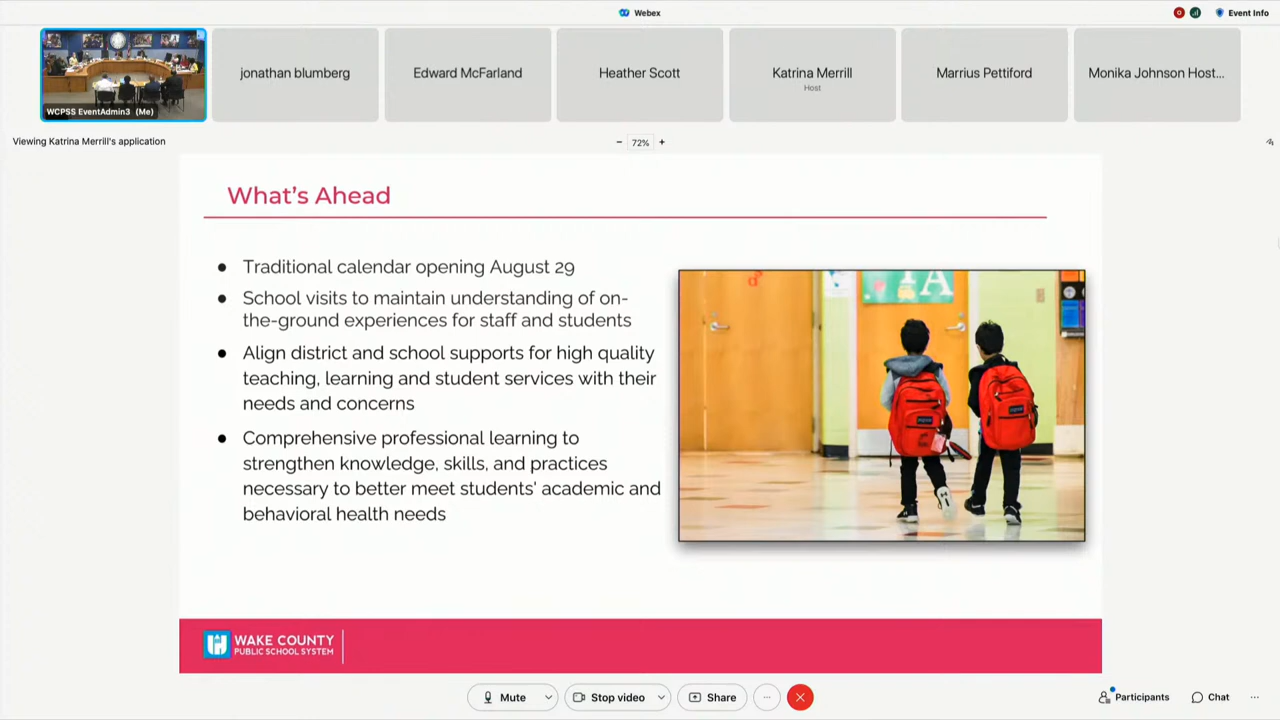 Webex
Event Info
WCPSS EventAdmin3 (Me)
jonathan blumberg
Edward McFarland
Heather Scott
Katrina Merrill
Host
Marrius Pettiford
Monika Johnson Host...
Viewing Katrina Merrill's application
− 72% +
What's Ahead
● Traditional calendar opening August 29
● School visits to maintain understanding of on-
the-ground experiences for staff and students
● Align district and school supports for high quality
teaching, learning and student services with their
needs and concerns
● Comprehensive professional learning to
strengthen knowledge, skills, and practices
necessary to better meet students' academic and
behavioral health needs
WAKE COUNTY
PUBLIC SCHOOL SYSTEM
Mute
Stop video
Share
Participants
Chat